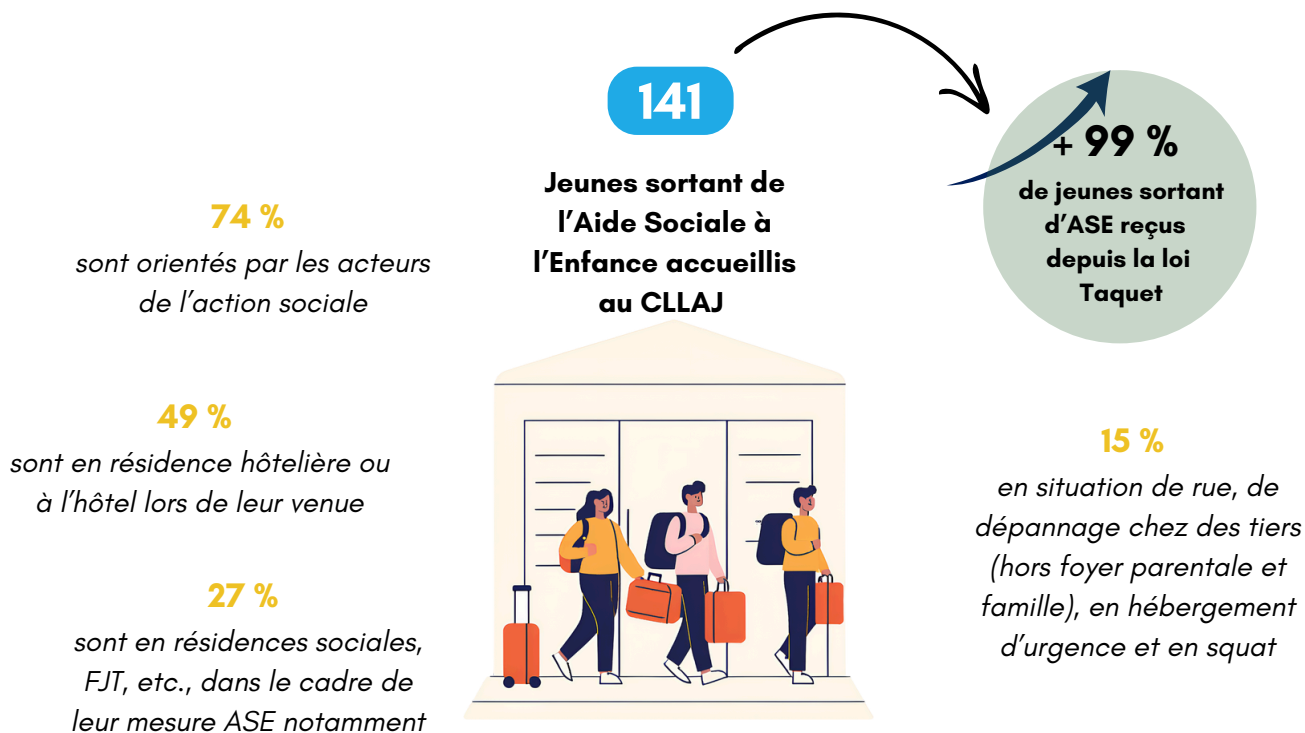 141
Jeunes sortant de
l'Aide Sociale à
l'Enfance accueillis
au CLLAJ
+ 99 %
de jeunes sortant
d'ASE reçus
depuis la loi
Taquet
74 %
sont orientés par les acteurs
de l'action sociale
49 %
sont en résidence hôtelière ou
à l'hôtel lors de leur venue
27 %
sont en résidences sociales,
FJT, etc., dans le cadre de
leur mesure ASE notamment
15 %
en situation de rue, de
dépannage chez des tiers
(hors foyer parentale et
famille), en hébergement
d'urgence et en squat